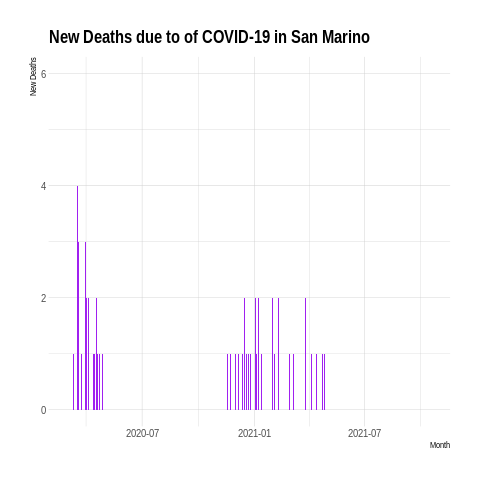 New Deaths due to of COVID-19 in San Marino
New Deaths
6
4
2
0
2020-07
2021-01
2021-07
Month